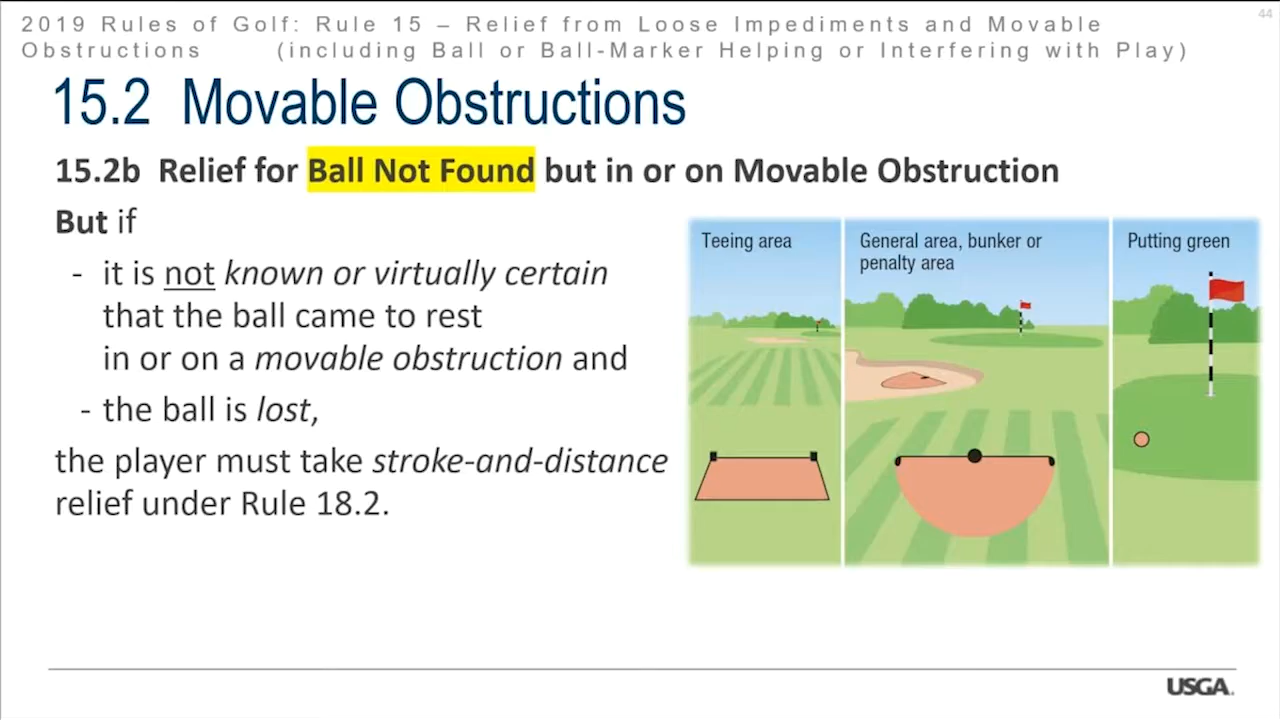 44
2019 Rules of Golf: Rule 15 – Relief from Loose Impediments and Movable
Obstructions (including Ball or Ball-Marker Helping or Interfering with Play)
15.2 Movable Obstructions
15.2b Relief for Ball Not Found but in or on Movable Obstruction
But if
- it is not known or virtually certain
that the ball came to rest
in or on a movable obstruction and
- the ball is lost,
the player must take stroke-and-distance
relief under Rule 18.2.
Teeing area
General area, bunker or
penalty area
Putting green
USGA.